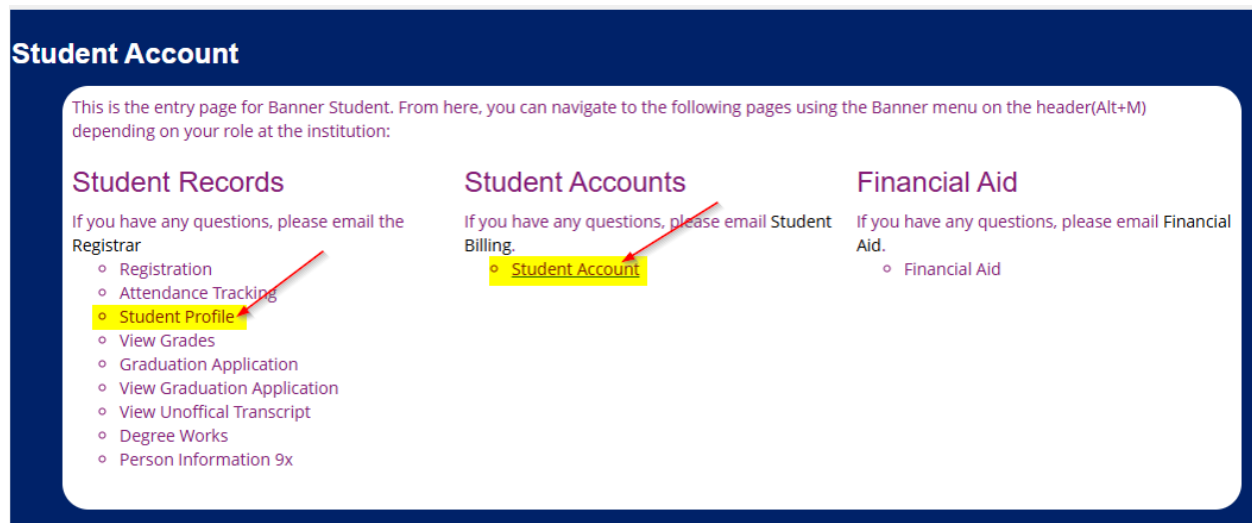 Student Account
This is the entry page for Banner Student. From here, you can navigate to the following pages using the Banner menu on the header(Alt+M)
depending on your role at the institution:
Student Records
If you have any questions, please email the
Registrar
Registration
Attendance Tracking
Student Profile
View Grades
Graduation Application
View Graduation Application
View Unoffical Transcript
Degree Works
Person Information 9x
Student Accounts
If you have any questions, please email Student
Billing.
Student Account
Financial Aid
If you have any questions, please email Financial
Aid.
Financial Aid